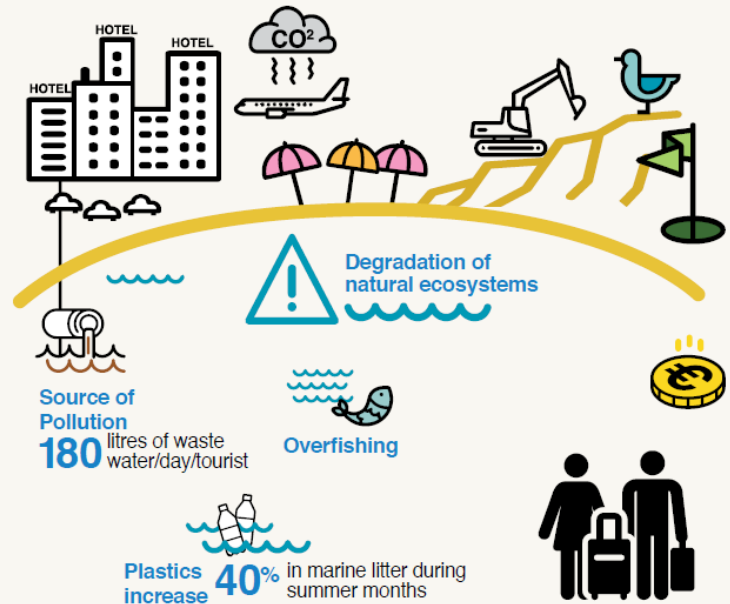 HOTEL
HOTEL
HOTEL
CO²
Degradation of
natural ecosystems
Source of
Pollution
180 litres of waste
water/day/tourist
Overfishing
€
Plastics
increase
40% in marine litter during
summer months